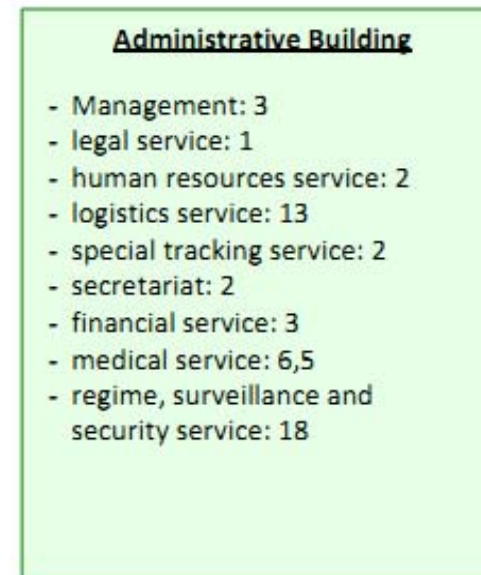 Administrative Building
- Management: 3
- legal service: 1
- human resources service: 2
- logistics service: 13
- special tracking service: 2
- secretariat: 2
- financial service: 3
- medical service: 6,5
- regime, surveillance and
security service: 18